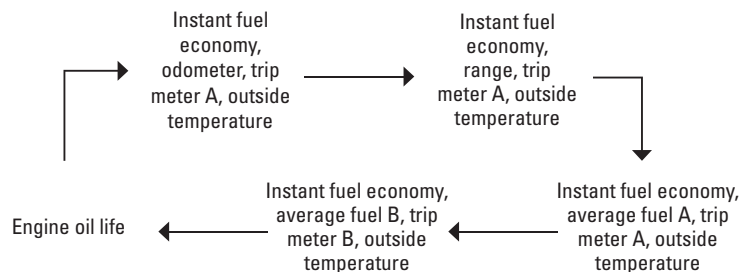 Instant fuel
economy,
odometer, trip
meter A, outside
temperature
Instant fuel
economy,
range, trip
meter A, outside
temperature
Instant fuel economy,
average fuel A, trip
meter A, outside
temperature
Instant fuel economy,
average fuel B, trip
meter B, outside
temperature
Engine oil life